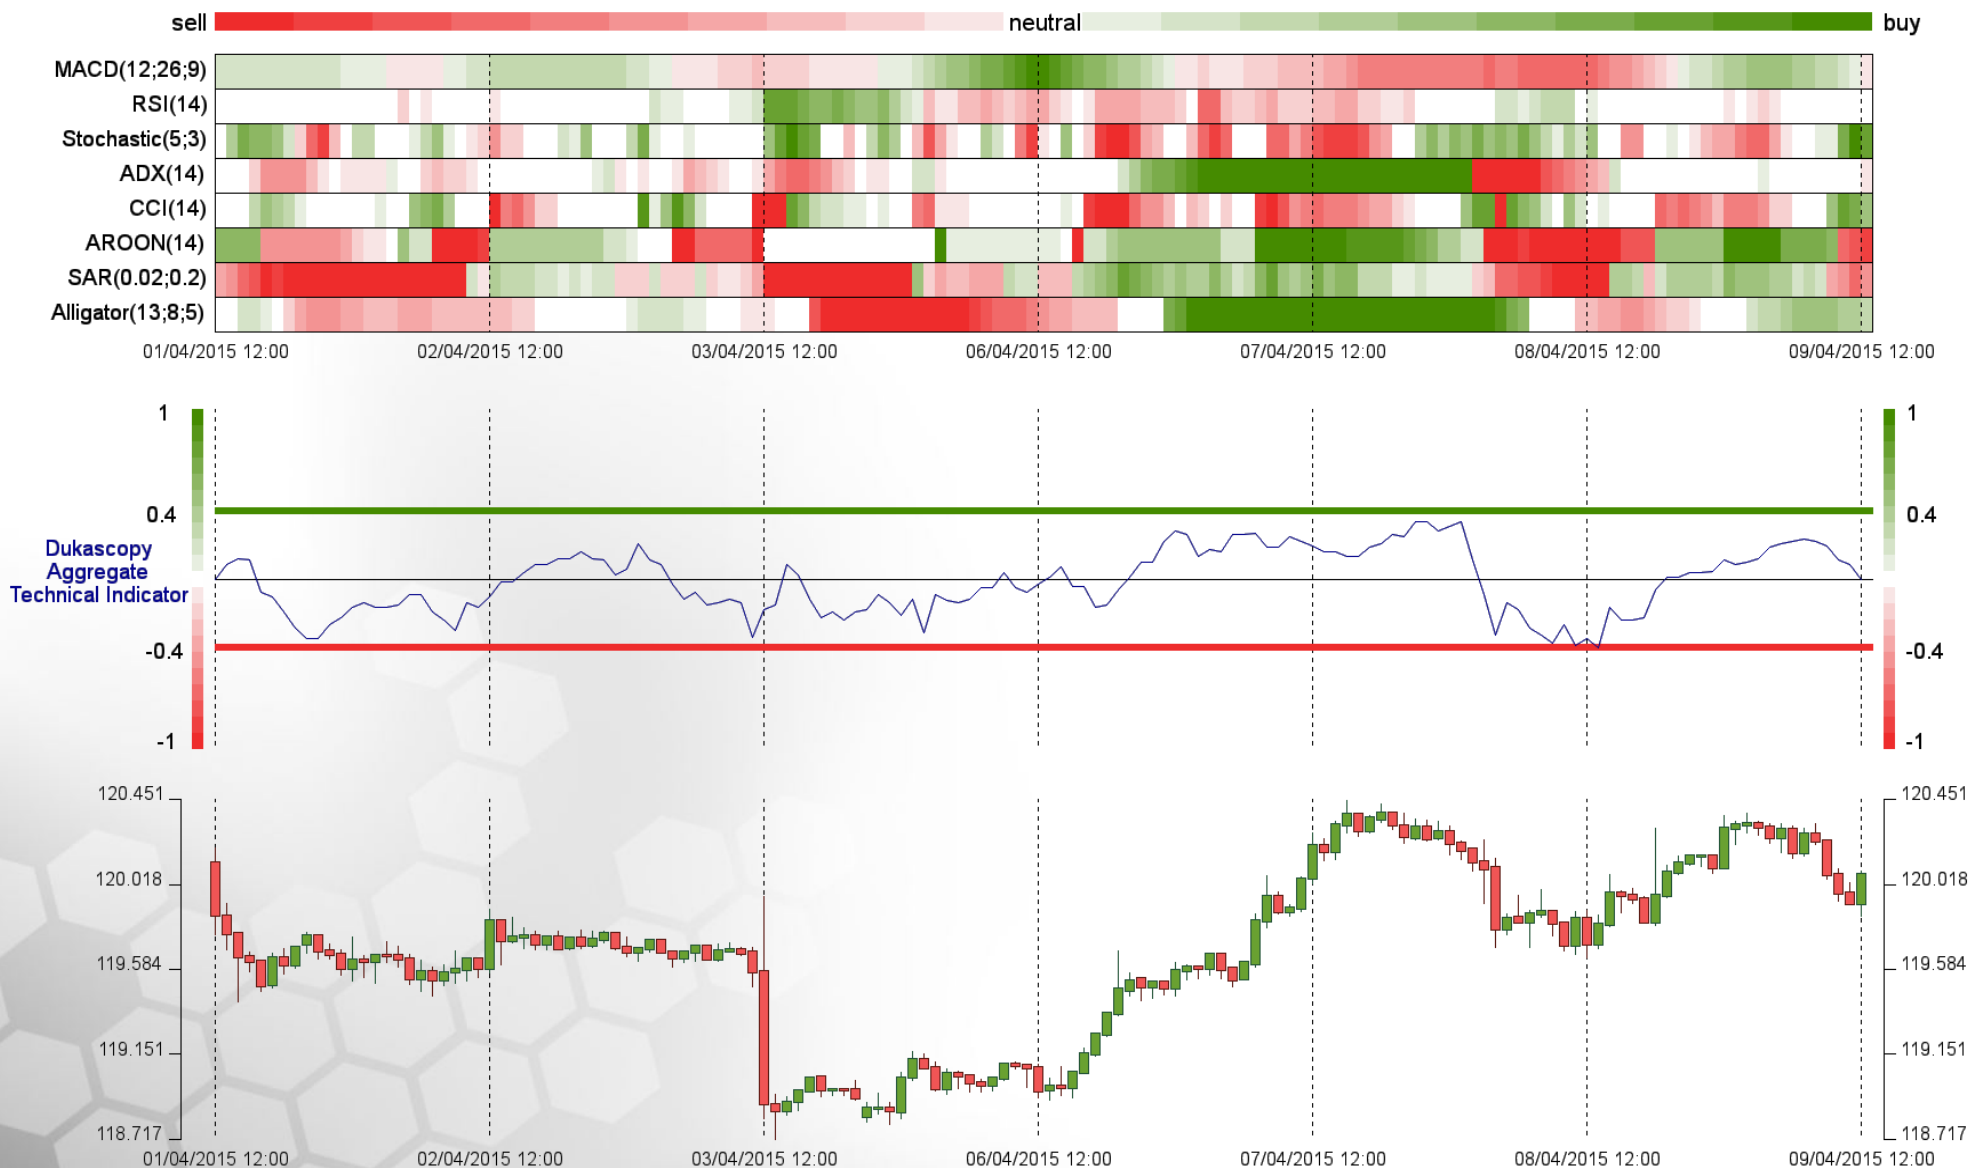 sell neutral buy
MACD(12;26;9)
RSI(14)
Stochastic(5;3)
ADX(14)
CCI(14)
AROON(14)
SAR(0.02;0.2)
Alligator(13;8;5)
01/04/2015 12:00 02/04/2015 12:00 03/04/2015 12:00 06/04/2015 12:00 07/04/2015 12:00 08/04/2015 12:00 09/04/2015 12:00
1 1
0.4 0.4
Dukascopy
Aggregate
Technical Indicator
-0.4 -0.4
-1 -1
120.451 120.451
120.018 120.018
119.584 119.584
119.151 119.151
118.717 118.717
01/04/2015 12:00 02/04/2015 12:00 03/04/2015 12:00 06/04/2015 12:00 07/04/2015 12:00 08/04/2015 12:00 09/04/2015 12:00